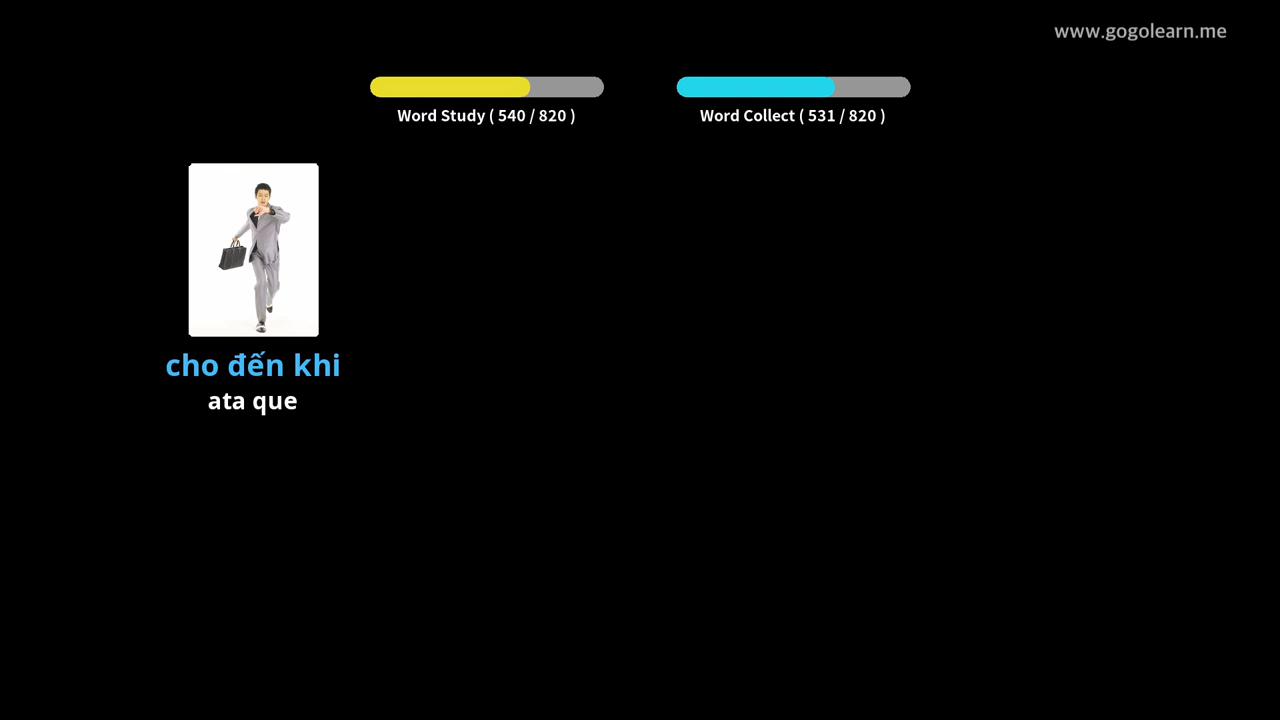 www.gogolearn.me
Word Study ( 540 / 820 )
Word Collect ( 531 / 820 )
cho đến khi
ata que